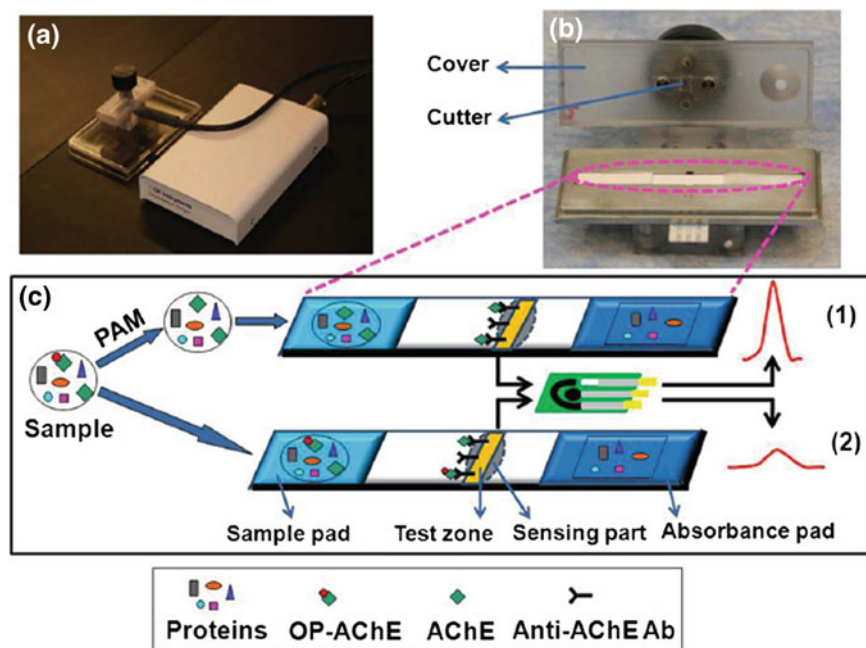 (a)
(b)
Cover
Cutter
(c)
PAM
Sample
(1)
(2)
Sample pad
Test zone
Sensing part
Absorbance pad
Proteins
OP-AChE
AChE
Anti-AChE Ab